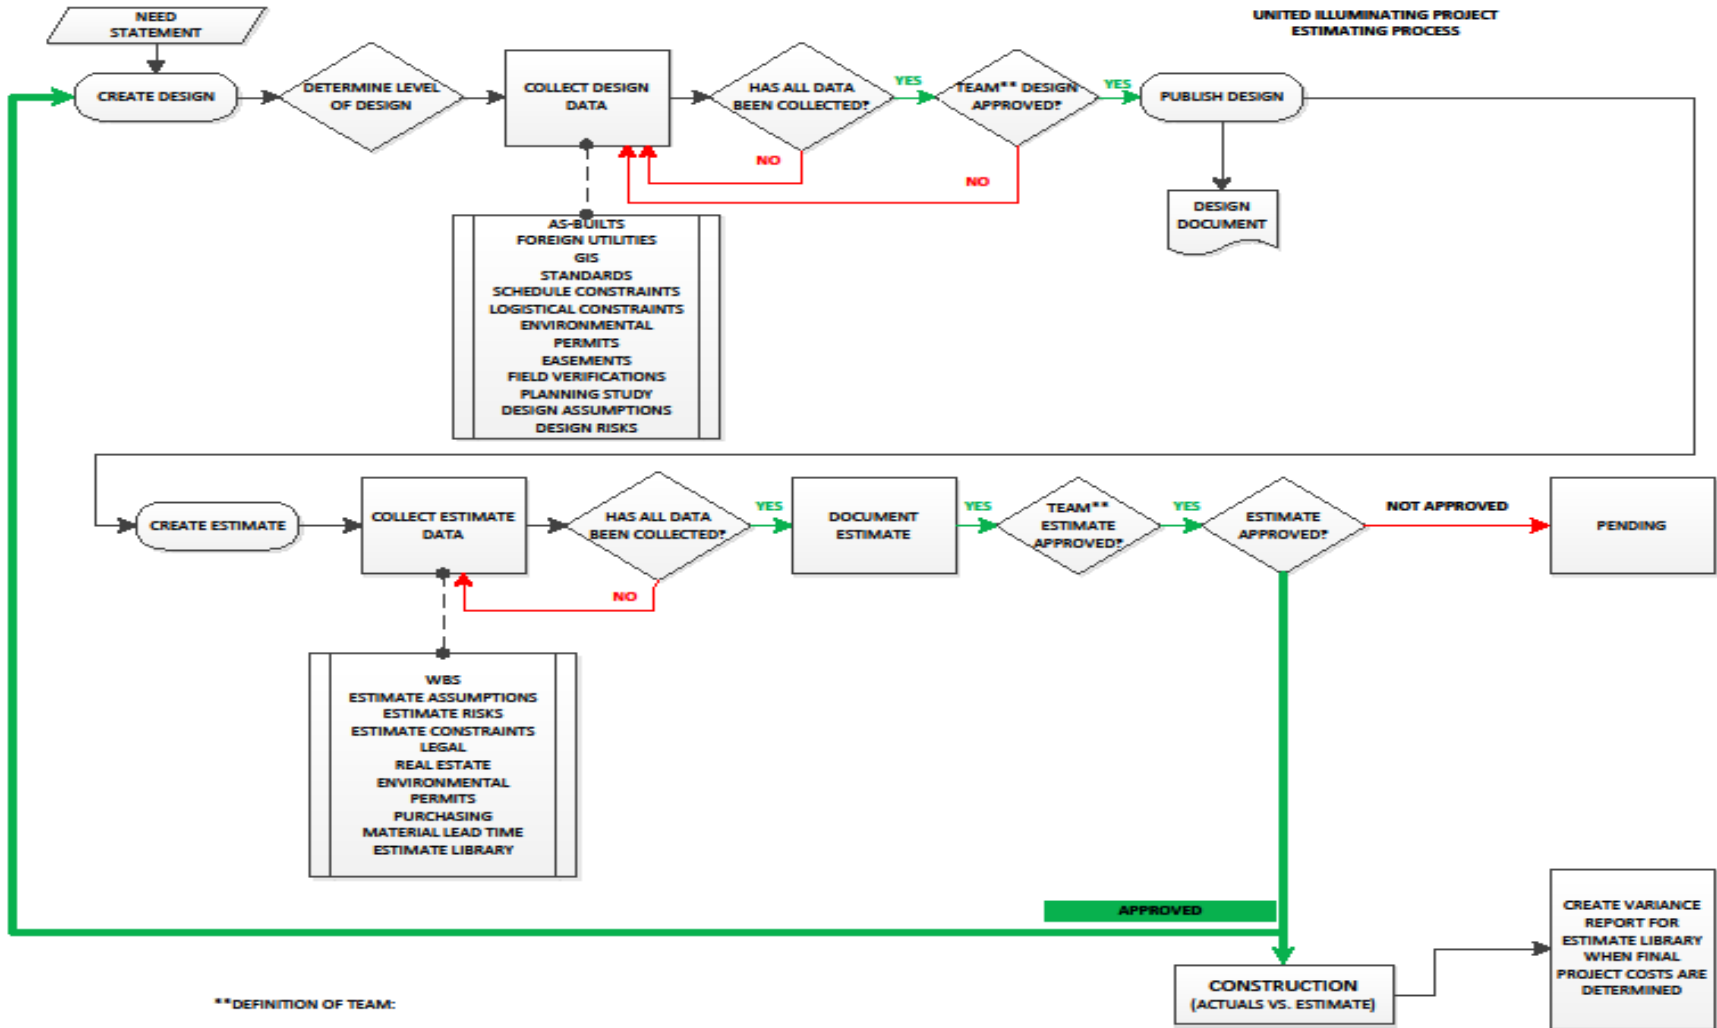 UNITED ILLUMINATING PROJECT
ESTIMATING PROCESS
NEED
STATEMENT
CREATE DESIGN
DETERMINE LEVEL
OF DESIGN
COLLECT DESIGN
DATA
HAS ALL DATA
BEEN COLLECTED?
YES
NO
TEAM** DESIGN
APPROVED?
YES
NO
PUBLISH DESIGN
DESIGN
DOCUMENT
AS-BUILTS
FOREIGN UTILITIES
GIS
STANDARDS
SCHEDULE CONSTRAINTS
LOGISTICAL CONSTRAINTS
ENVIRONMENTAL
PERMITS
EASEMENTS
FIELD VERIFICATIONS
PLANNING STUDY
DESIGN ASSUMPTIONS
DESIGN RISKS
CREATE ESTIMATE
COLLECT ESTIMATE
DATA
HAS ALL DATA
BEEN COLLECTED?
YES
NO
DOCUMENT
ESTIMATE
YES
TEAM**
ESTIMATE
APPROVED?
YES
ESTIMATE
APPROVED?
NOT APPROVED
PENDING
WBS
ESTIMATE ASSUMPTIONS
ESTIMATE RISKS
ESTIMATE CONSTRAINTS
LEGAL
REAL ESTATE
ENVIRONMENTAL
PERMITS
PURCHASING
MATERIAL LEAD TIME
ESTIMATE LIBRARY
APPROVED
CONSTRUCTION
(ACTUALS VS. ESTIMATE)
CREATE VARIANCE
REPORT FOR
ESTIMATE LIBRARY
WHEN FINAL
PROJECT COSTS ARE
DETERMINED
**DEFINITION OF TEAM: